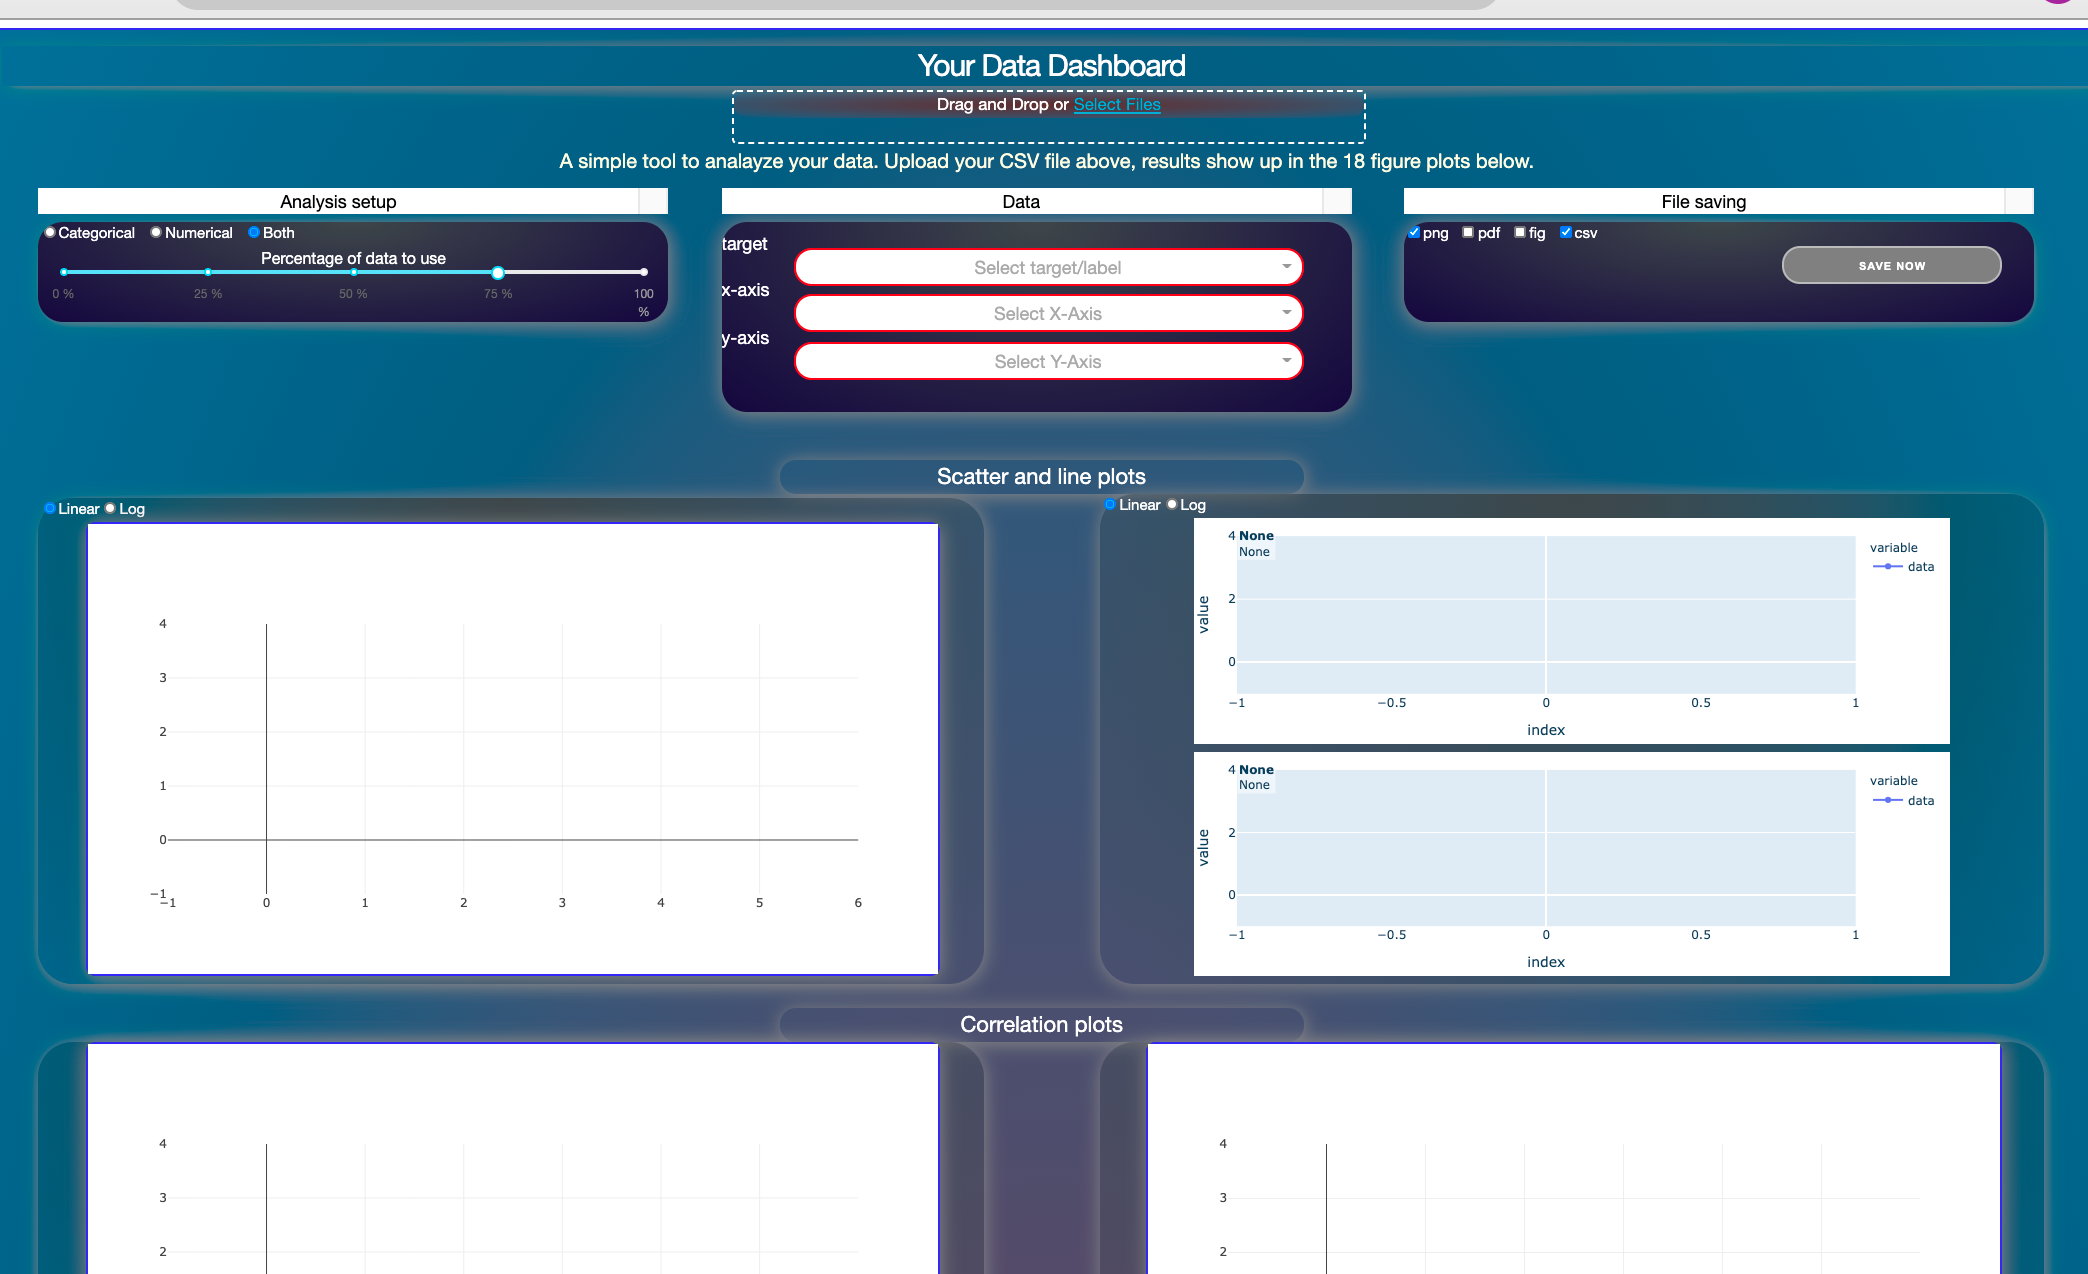 Your Data Dashboard
Drag and Drop or Select Files
A simple tool to analayze your data. Upload your CSV file above, results show up in the 18 figure plots below.
Analysis setup
Categorical Numerical Both
Percentage of data to use
0 % 25 % 50 % 75 % 100 %
Data
target
Select target/label
x-axis
Select X-Axis
y-axis
Select Y-Axis
File saving
png pdf fig csv
SAVE NOW
Scatter and line plots
Linear Log
4
3
2
1
0
−1
−1 0 1 2 3 4 5 6
Linear Log
4 None
None
2
0
value
−1 −0.5 0 0.5 1
index
variable
data
4 None
None
2
0
value
−1 −0.5 0 0.5 1
index
variable
data
Correlation plots
4
3
2
4
3
2